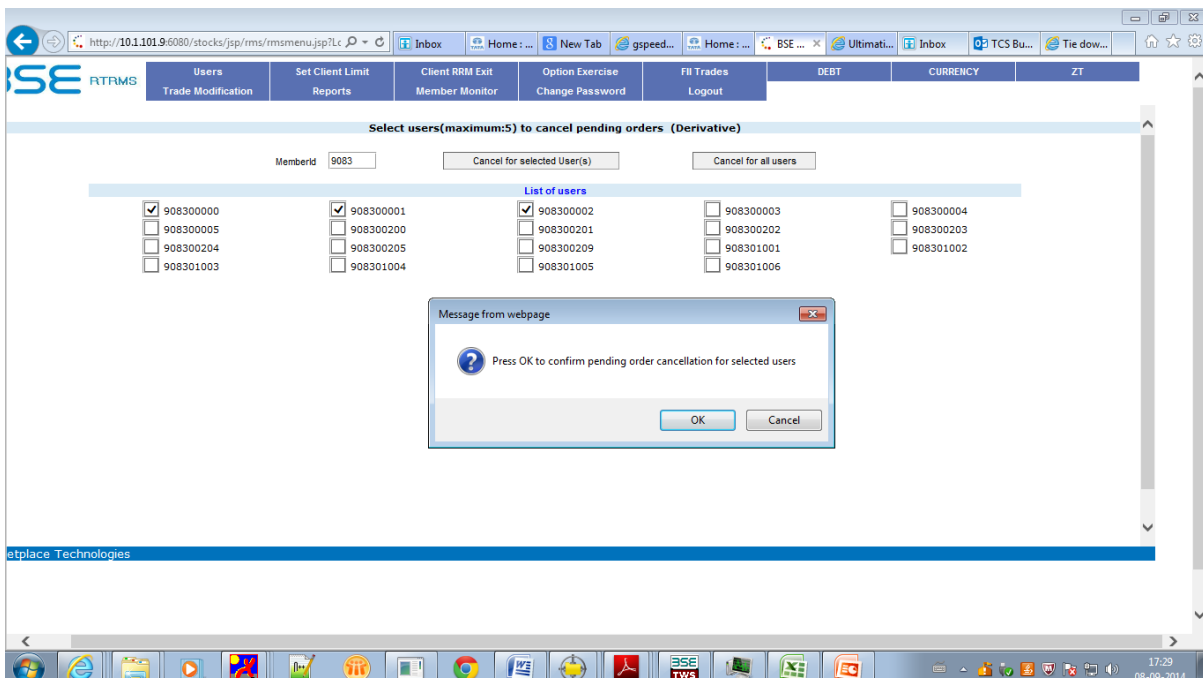 http://10.1.101.9:6080/stocks/jsp/rms/rmsmenu.jsp?Lc
Inbox
Home : ...
New Tab
gspeed...
Home : ...
BSE ...
Ultimati...
Inbox
TCS Bu...
Tie dow...
BSE RTRMS
Users
Set Client Limit
Client RRM Exit
Option Exercise
FII Trades
DEBT
CURRENCY
ZT
Trade Modification
Reports
Member Monitor
Change Password
Logout
Select users(maximum:5) to cancel pending orders (Derivative)
MemberId 9083 Cancel for selected User(s) Cancel for all users
List of users
908300000 908300001 908300002 908300003 908300004
908300005 908300200 908300201 908300202 908300203
908300204 908300205 908300209 908301001 908301002
908301003 908301004 908301005 908301006
Message from webpage
Press OK to confirm pending order cancellation for selected users
OK Cancel
etplace Technologies
BSE
TWS
17:29
08-09-2014